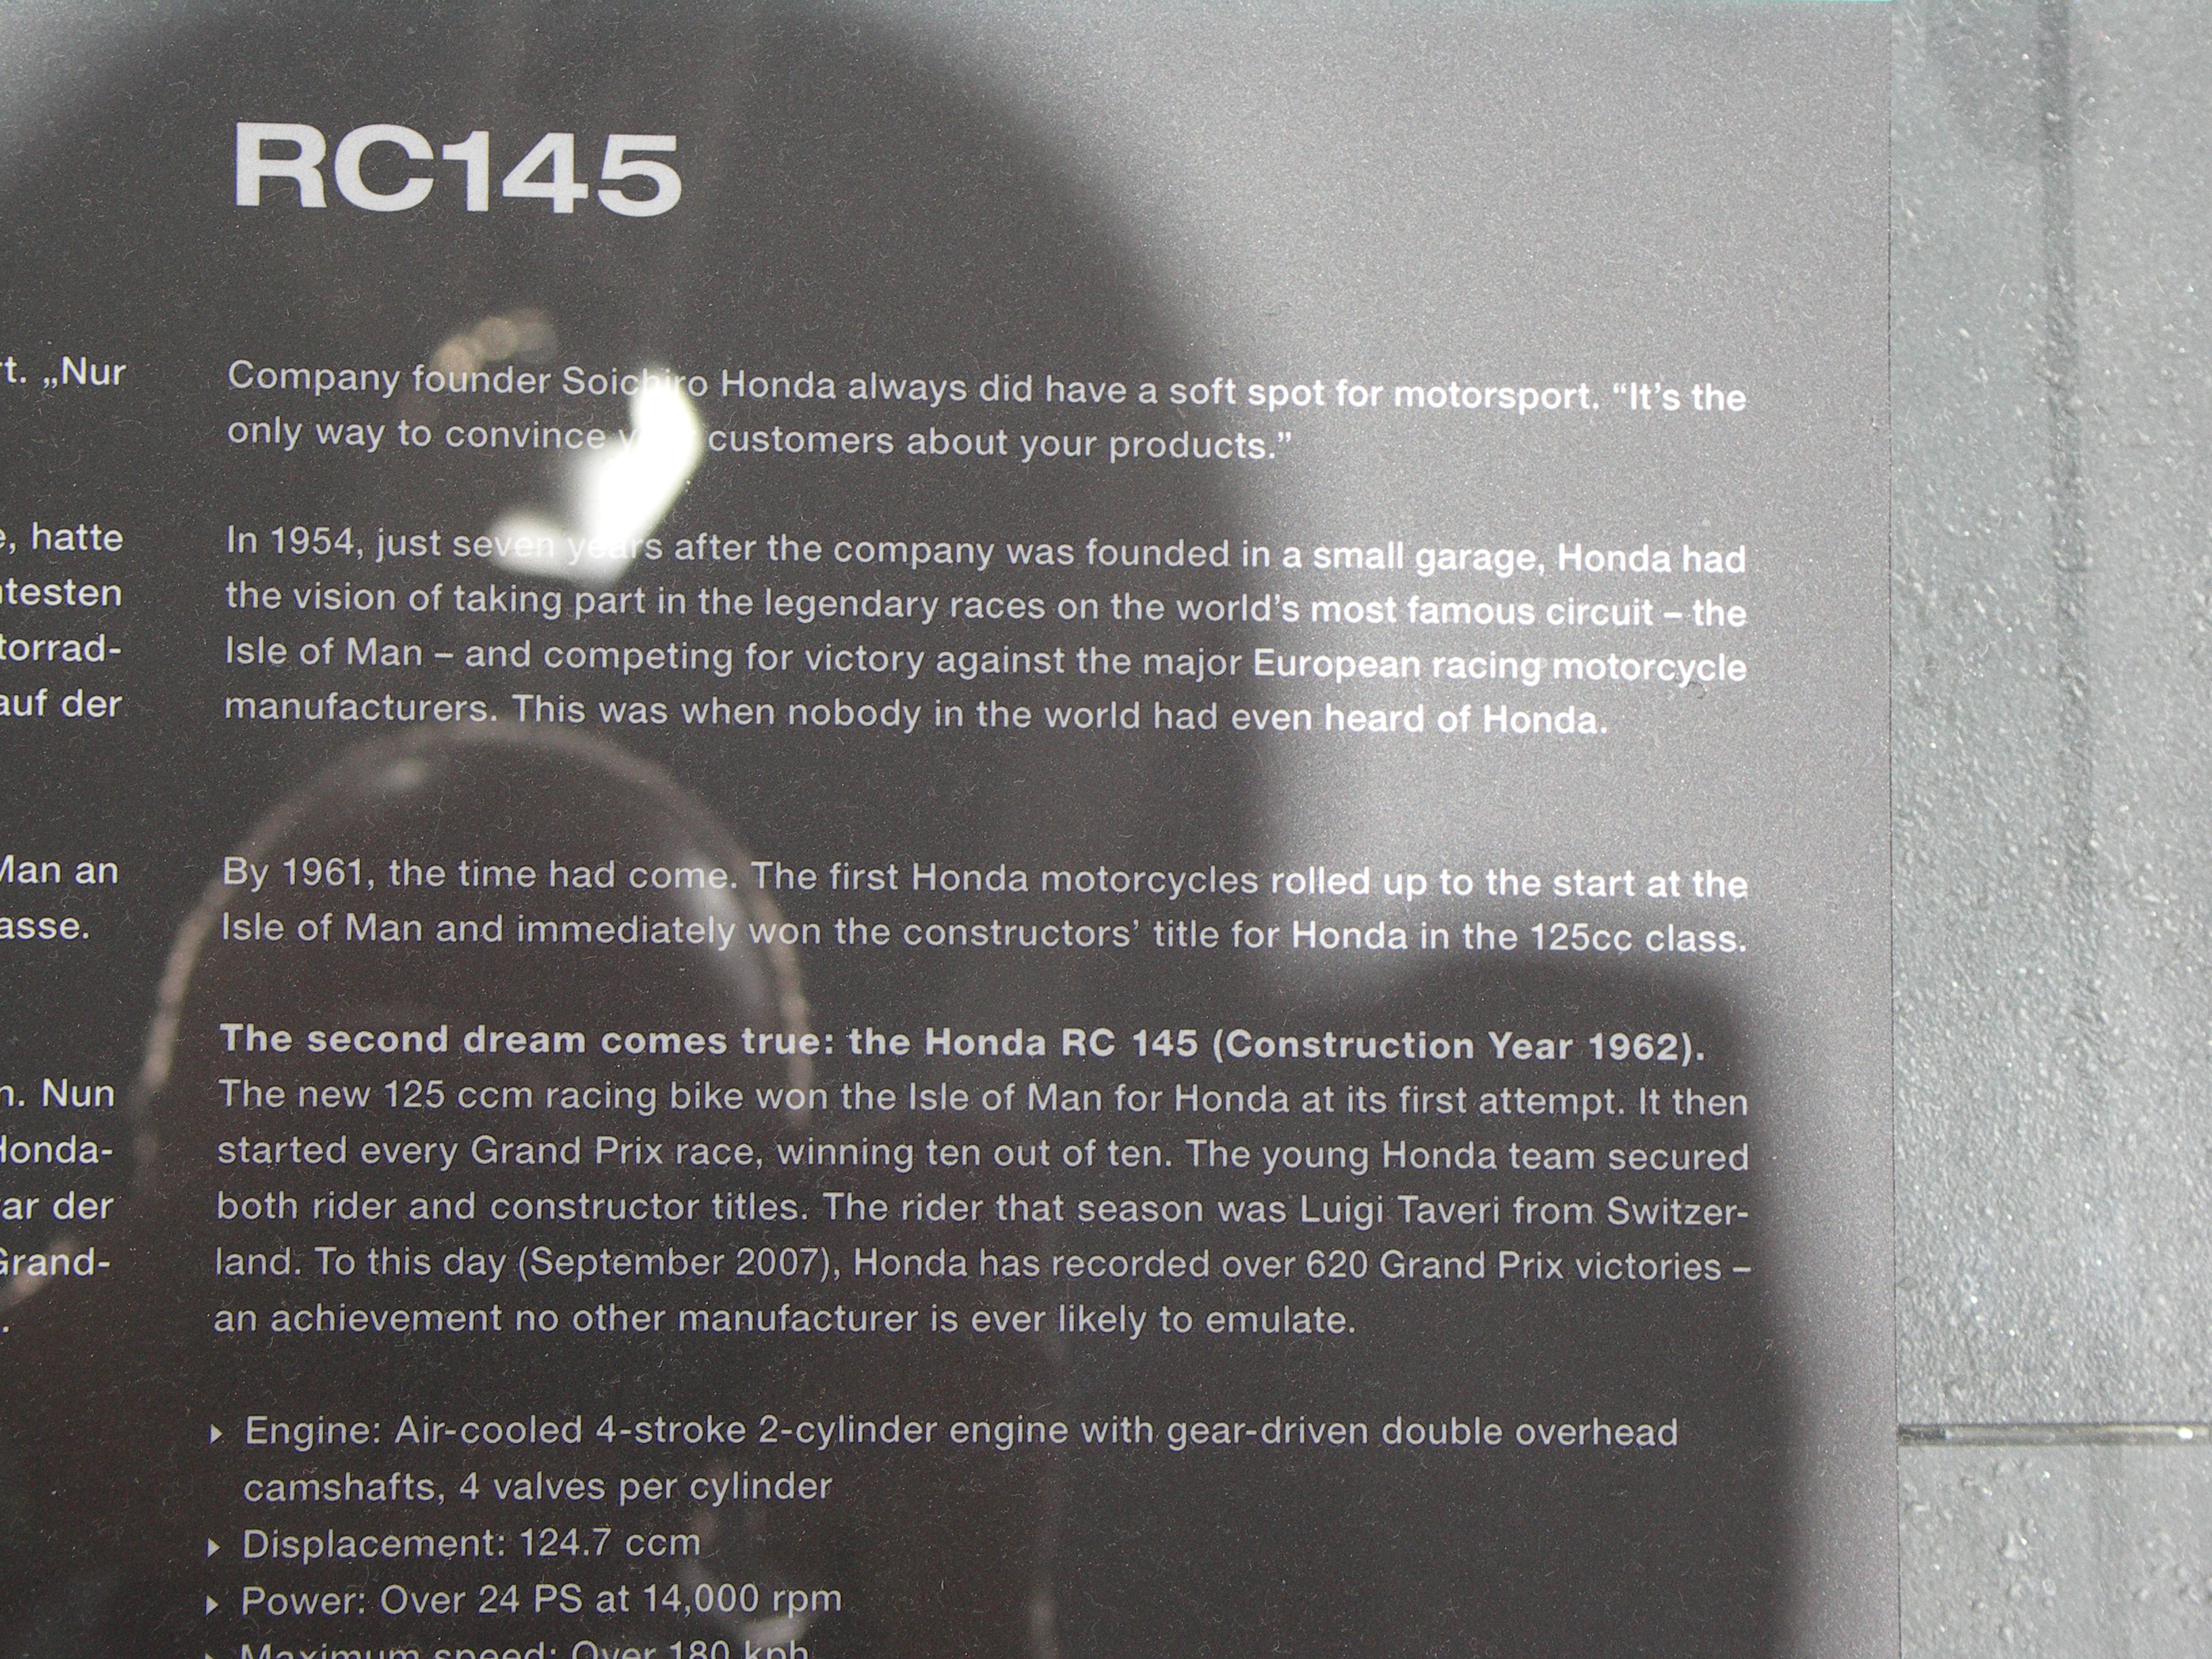 RC145
rt. „Nur
e, hatte
ntesten
torrad-
auf der
Man an
asse.
n. Nun
Honda-
ar der
Grand-
.
Company founder Soichiro Honda always did have a soft spot for motorsport. “It’s the
only way to convince customers about your products.”
In 1954, just seven years after the company was founded in a small garage, Honda had
the vision of taking part in the legendary races on the world’s most famous circuit – the
Isle of Man – and competing for victory against the major European racing motorcycle
manufacturers. This was when nobody in the world had even heard of Honda.
By 1961, the time had come. The first Honda motorcycles rolled up to the start at the
Isle of Man and immediately won the constructors’ title for Honda in the 125cc class.
The second dream comes true: the Honda RC 145 (Construction Year 1962).
The new 125 ccm racing bike won the Isle of Man for Honda at its first attempt. It then
started every Grand Prix race, winning ten out of ten. The young Honda team secured
both rider and constructor titles. The rider that season was Luigi Taveri from Switzer-
land. To this day (September 2007), Honda has recorded over 620 Grand Prix victories –
an achievement no other manufacturer is ever likely to emulate.
▸ Engine: Air-cooled 4-stroke 2-cylinder engine with gear-driven double overhead
camshafts, 4 valves per cylinder
▸ Displacement: 124.7 ccm
▸ Power: Over 24 PS at 14,000 rpm
▸ Maximum speed: Over 180 kph